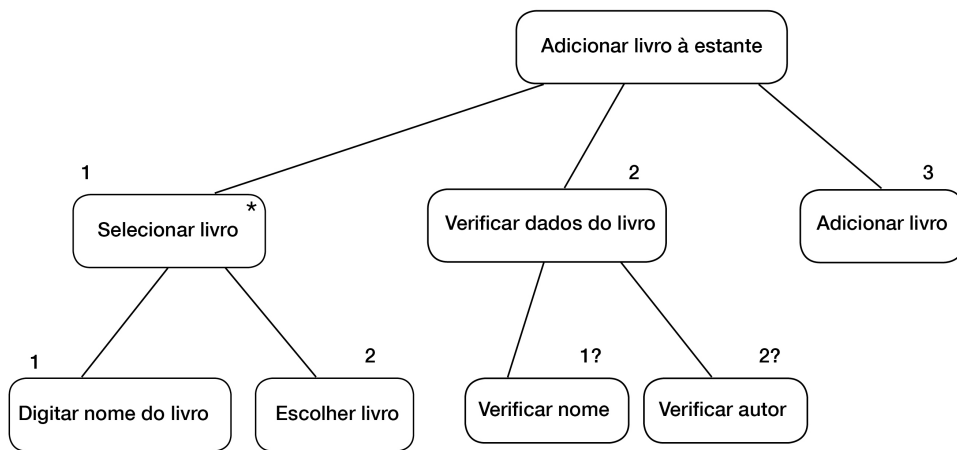 Adicionar livro à estante
1
2
3
Selecionar livro *
Verificar dados do livro
Adicionar livro
1
2
1?
2?
Digitar nome do livro
Escolher livro
Verificar nome
Verificar autor